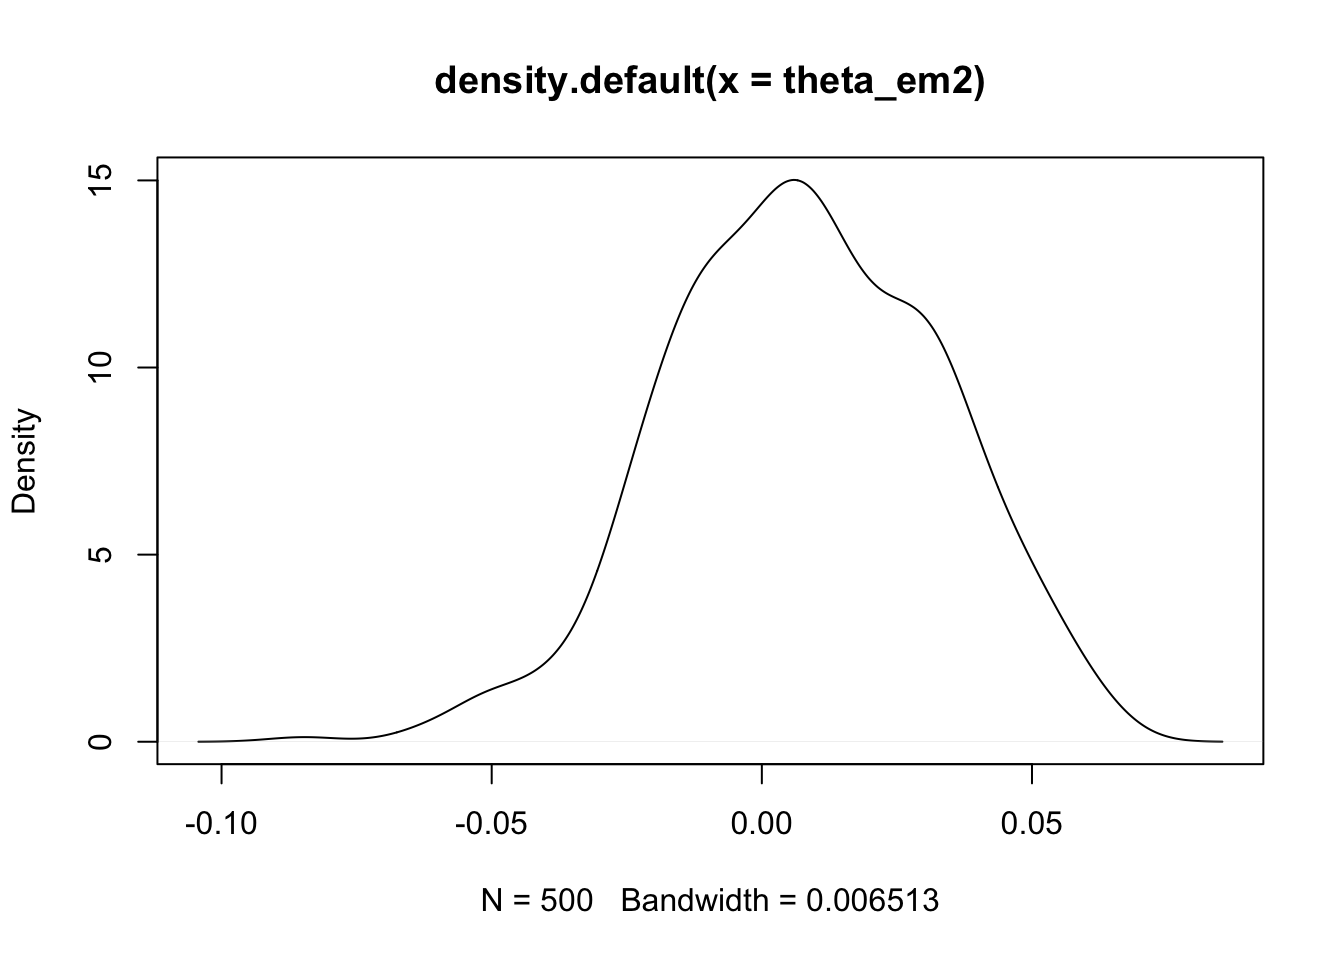 density.default(x = theta_em2)
15
10
5
0
Density
-0.10
-0.05
0.00
0.05
N = 500   Bandwidth = 0.006513